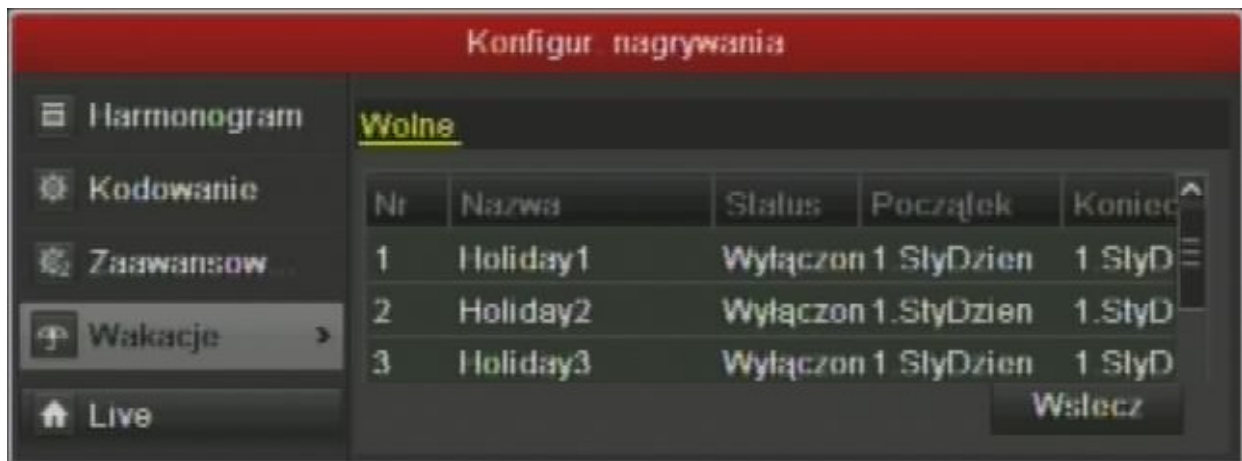 Konfigur nagrywania
Harmonogram
Kodowanie
Zaawansow...
Wakacje
Live
Wolne
Nr Nazwa Status Początek Koniec
1 Holiday1 Wyłączon 1.StyDzien 1.StyD
2 Holiday2 Wyłączon 1.StyDzien 1.StyD
3 Holiday3 Wyłączon 1.StyDzien 1.StyD
Wstecz